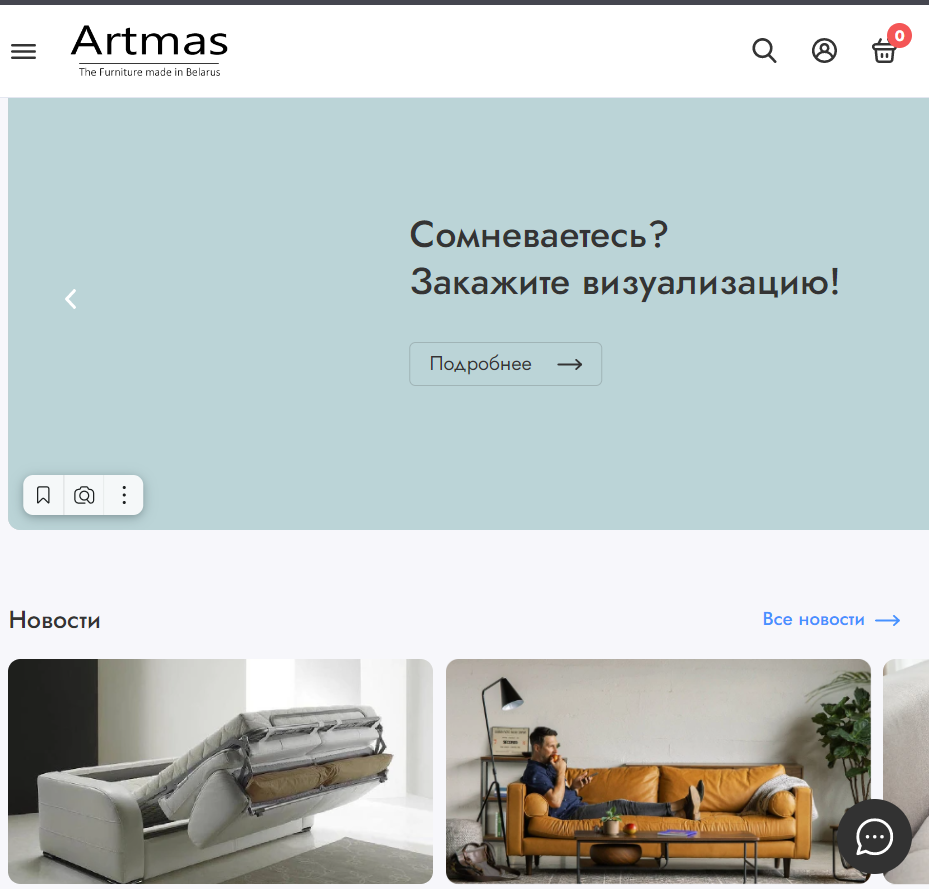 Artmas
The Furniture made in Belarus
0
Сомневаетесь?
Закажите визуализацию!
Подробнее
Новости
Все новости